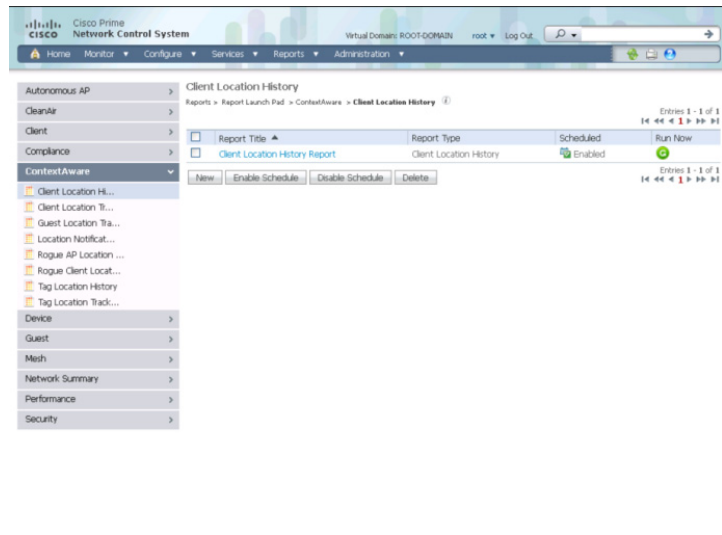 Cisco Prime
CISCO Network Control System
Virtual Domain: ROOT-DOMAIN root Log Out
Home Monitor Configure Services Reports Administration
Autonomous AP
CleanAir
Client
Compliance
ContextAware
Client Location Hi...
Client Location Tr...
Guest Location Tra...
Location Notificat...
Rogue AP Location ...
Rogue Client Locat...
Tag Location History
Tag Location Track...
Device
Guest
Mesh
Network Summary
Performance
Security
Client Location History
Reports > Report Launch Pad > ContextAware > Client Location History
Entries 1 - 1 of 1
1
Report Title Report Type Scheduled Run Now
Client Location History Report Client Location History Enabled
New Enable Schedule Disable Schedule Delete
Entries 1 - 1 of 1
1